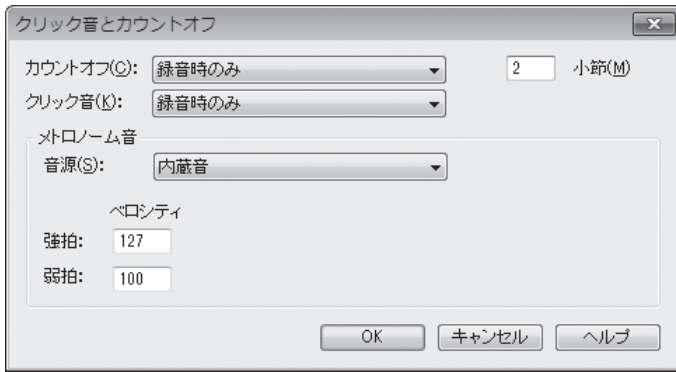 クリック音とカウントオフ
カウントオフ(C): 録音時のみ 2 小節(M)
クリック音(K): 録音時のみ
メトロノーム音
音源(S): 内蔵音
ベロシティ
強拍: 127
弱拍: 100
OK キャンセル ヘルプ